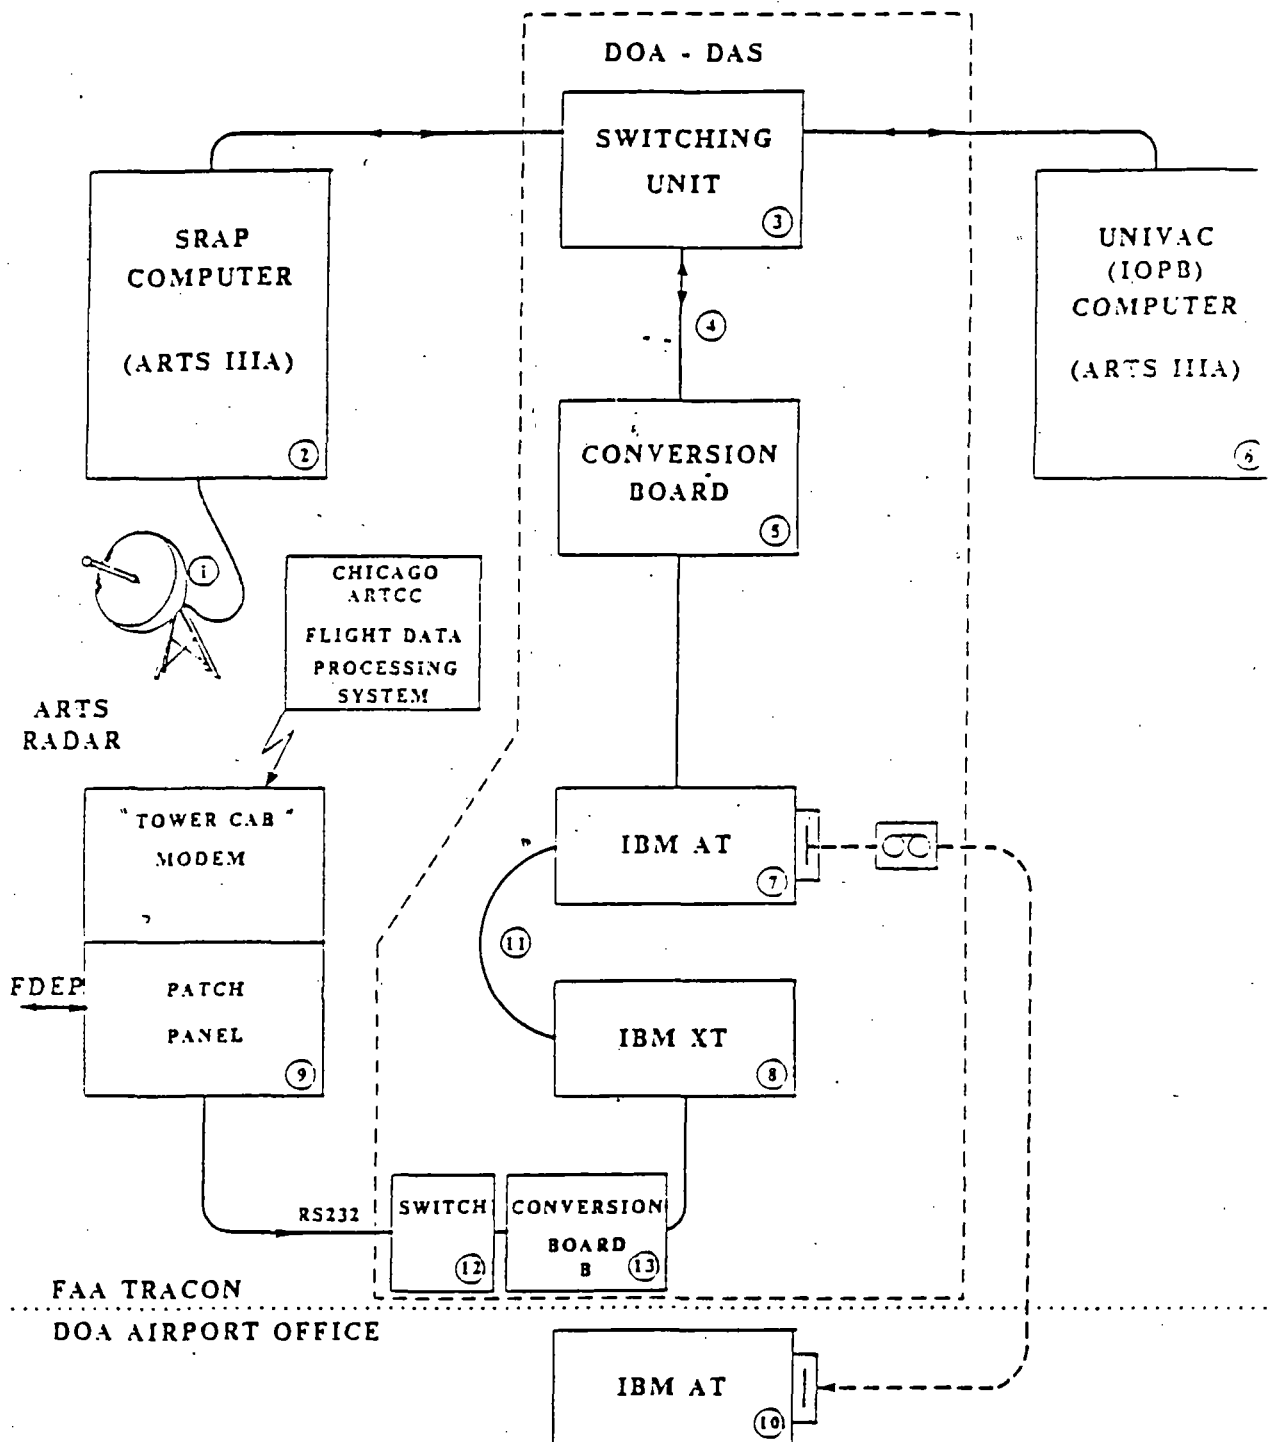 DOA - DAS
SWITCHING
UNIT
3
SRAP
COMPUTER
(ARTS IIIA)
2
UNIVAC
(IOPB)
COMPUTER
(ARTS IIIA)
6
4
CONVERSION
BOARD
5
1
ARTS
RADAR
CHICAGO
ARTCC
FLIGHT DATA
PROCESSING
SYSTEM
"TOWER CAB"
MODEM
FDEP
PATCH
PANEL
9
IBM AT
7
11
IBM XT
8
RS232
SWITCH
12
CONVERSION
BOARD
B
13
FAA TRACON
DOA AIRPORT OFFICE
IBM AT
10